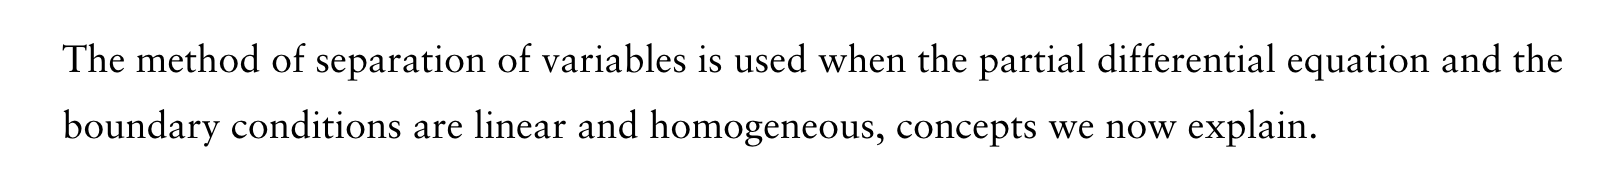 The method of separation of variables is used when the partial differential equation and the
boundary conditions are linear and homogeneous, concepts we now explain.